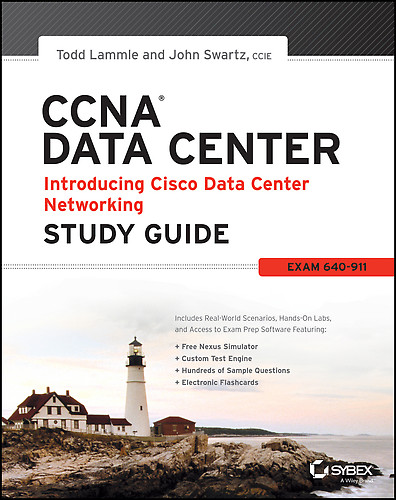 Todd Lammle and John Swartz, CCIE
CCNA®
DATA CENTER
Introducing Cisco Data Center
Networking
STUDY GUIDE
EXAM 640-911
Includes Real-World Scenarios, Hands-On Labs,
and Access to Exam Prep Software Featuring:
+ Free Nexus Simulator
+ Custom Test Engine
+ Hundreds of Sample Questions
+ Electronic Flashcards
SYBEX
A Wiley Brand